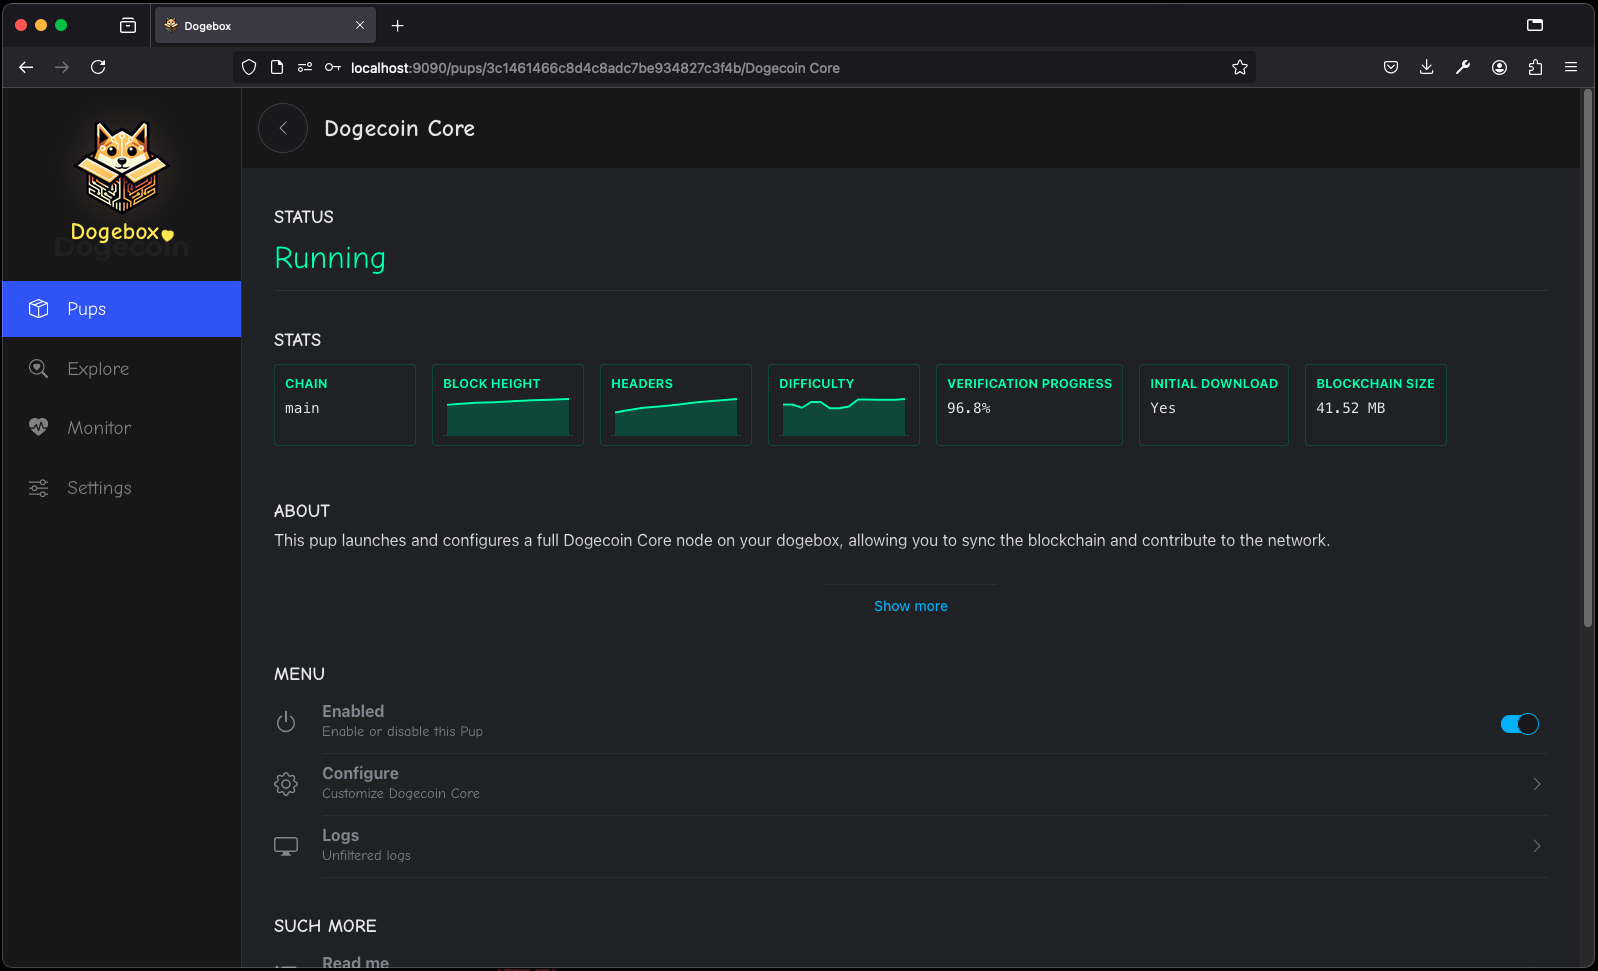 Dogebox
localhost:9090/pups/3c1461466c8d4c8adc7be934827c3f4b/Dogecoin Core
Dogebox
Dogecoin
Pups
Explore
Monitor
Settings
Dogecoin Core
STATUS
Running
STATS
CHAIN
main
BLOCK HEIGHT
HEADERS
DIFFICULTY
VERIFICATION PROGRESS
96.8%
INITIAL DOWNLOAD
Yes
BLOCKCHAIN SIZE
41.52 MB
ABOUT
This pup launches and configures a full Dogecoin Core node on your dogebox, allowing you to sync the blockchain and contribute to the network.
Show more
MENU
Enabled
Enable or disable this Pup
Configure
Customize Dogecoin Core
Logs
Unfiltered logs
SUCH MORE
Read me